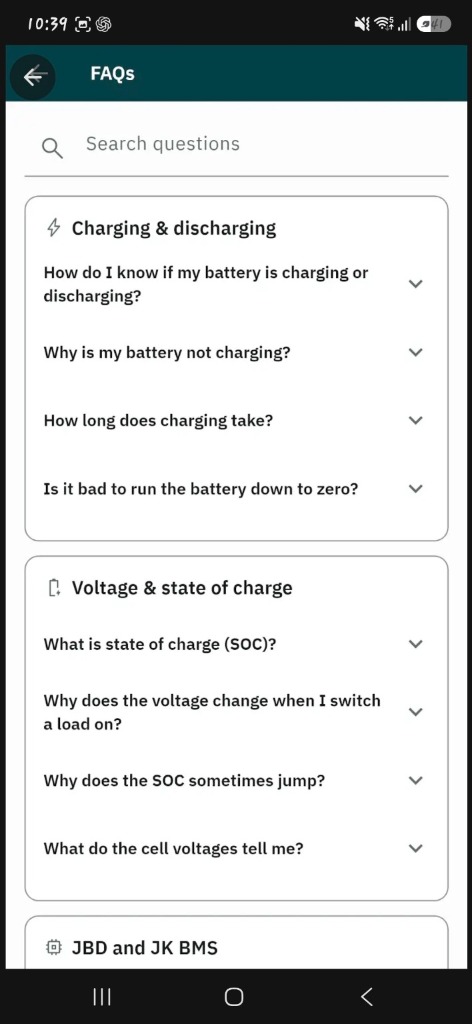 10:39
41
FAQs
Search questions
Charging & discharging
How do I know if my battery is charging or
discharging?
Why is my battery not charging?
How long does charging take?
Is it bad to run the battery down to zero?
Voltage & state of charge
What is state of charge (SOC)?
Why does the voltage change when I switch
a load on?
Why does the SOC sometimes jump?
What do the cell voltages tell me?
JBD and JK BMS